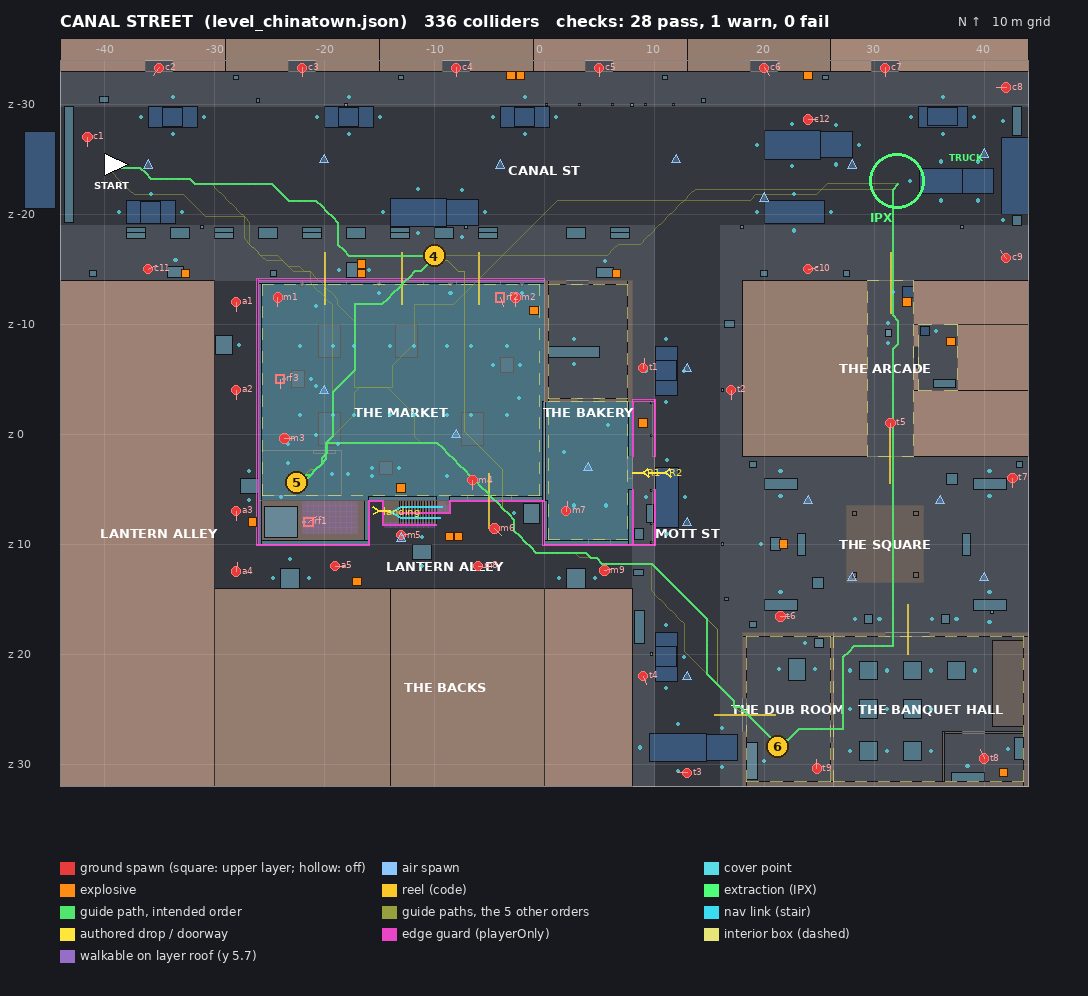 CANAL STREET (level_chinatown.json) 336 colliders checks: 28 pass, 1 warn, 0 fail
N ↑ 10 m grid
-40 -30 -20 -10 0 10 20 30 40
c2 c3 c4 c5 c6 c7
c8
z -30
c12
c1
TRUCK
START
CANAL ST
z -20
IPX
4
c11 c10 c9
m1 rf2 m2
a1
z -10
t1
THE ARCADE
rf3
a2 t2
THE MARKET THE BAKERY
z 0
m3 t5
R1 R2
5 m4 t7
a3 m7
rf1 landing
m6
LANTERN ALLEY m5 MOTT ST
z 10 THE SQUARE
a4 a5 LANTERN ALLEY m9
t6
z 20
t4
THE BACKS
THE DUB ROOM THE BANQUET HALL
6
t8
z 30 t3 t9
ground spawn (square: upper layer; hollow: off)
air spawn
cover point
explosive
reel (code)
extraction (IPX)
guide path, intended order
guide paths, the 5 other orders
nav link (stair)
authored drop / doorway
edge guard (playerOnly)
interior box (dashed)
walkable on layer roof (y 5.7)